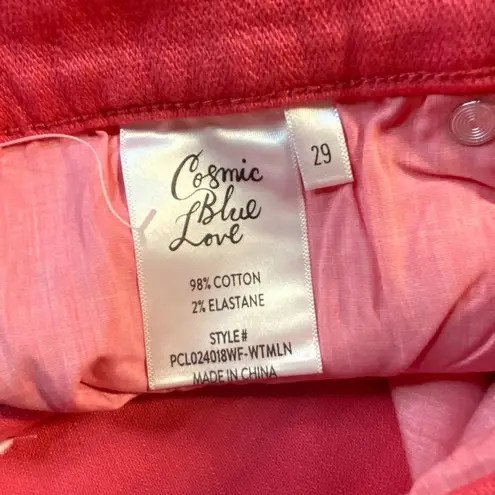 Cosmic
Blue
Love
29
98% COTTON
2% ELASTANE
STYLE#
PCL024018WF-WTMLN
MADE IN CHINA